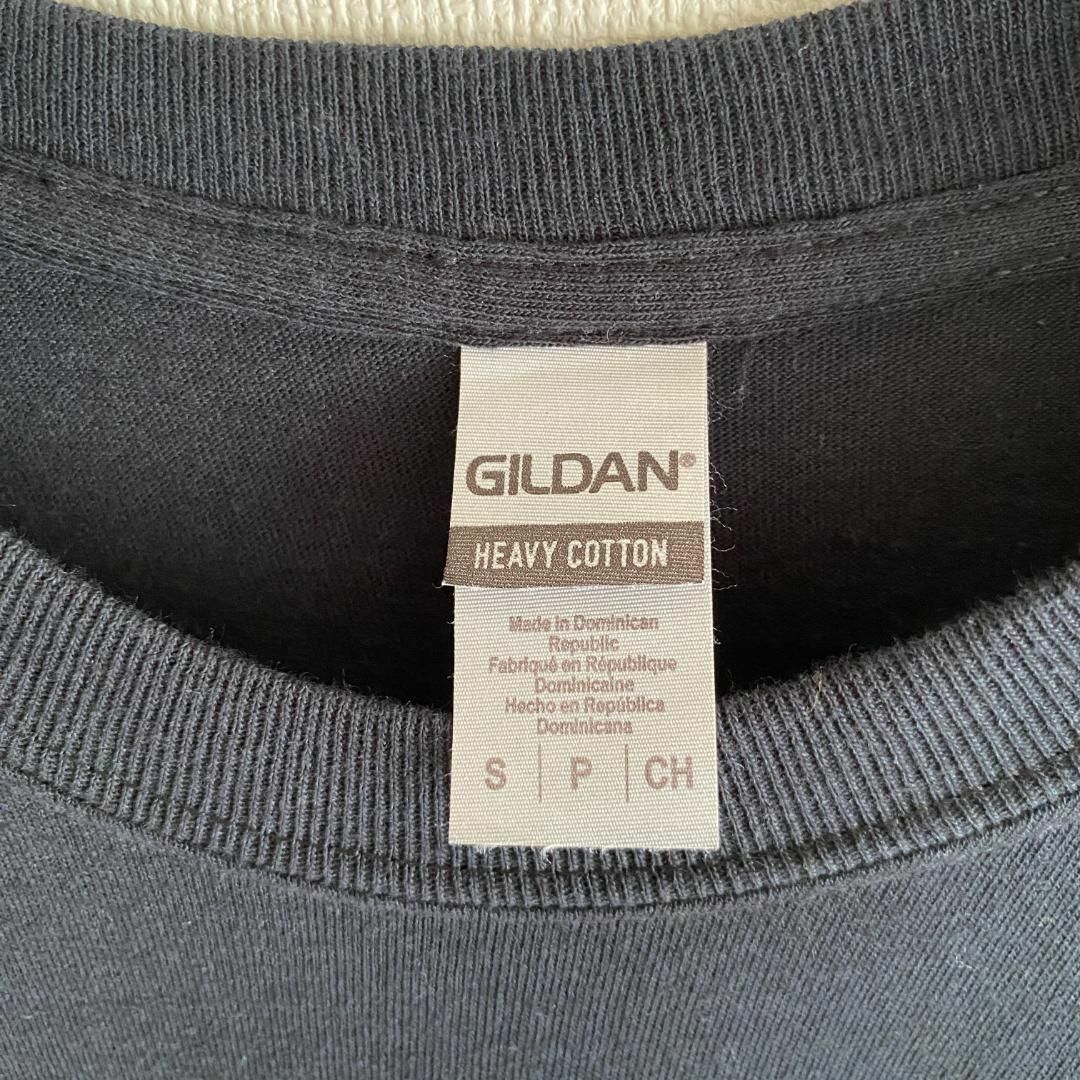 GILDAN®
HEAVY COTTON
Made in Dominican
Republic
Fabriqué en République
Dominicaine
Hecho en República
Dominicana
S | P | CH